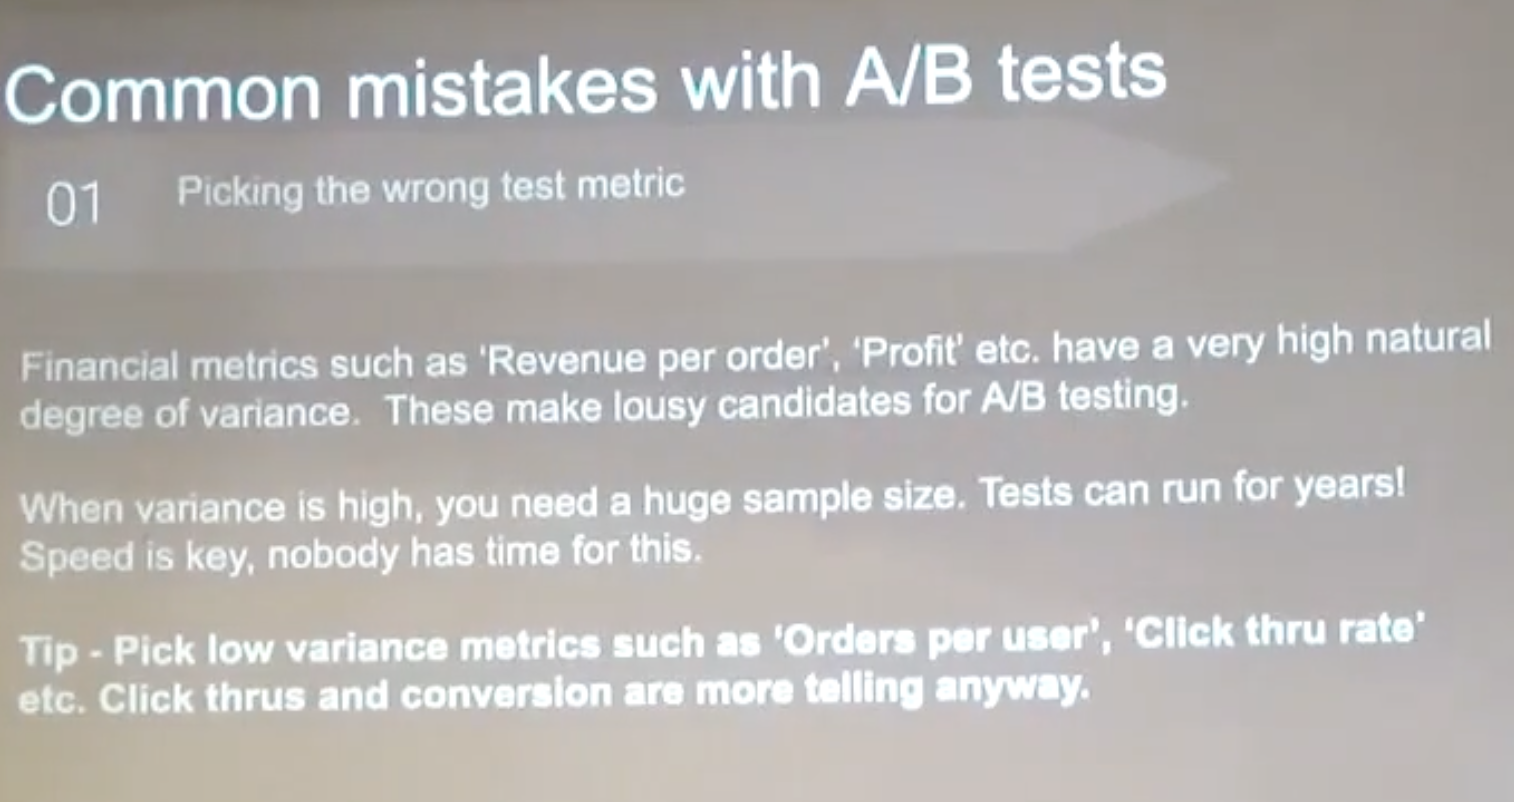 Common mistakes with A/B tests
01 Picking the wrong test metric
Financial metrics such as 'Revenue per order', 'Profit' etc. have a very high natural
degree of variance. These make lousy candidates for A/B testing.
When variance is high, you need a huge sample size. Tests can run for years!
Speed is key, nobody has time for this.
Tip - Pick low variance metrics such as 'Orders per user', 'Click thru rate'
etc. Click thrus and conversion are more telling anyway.